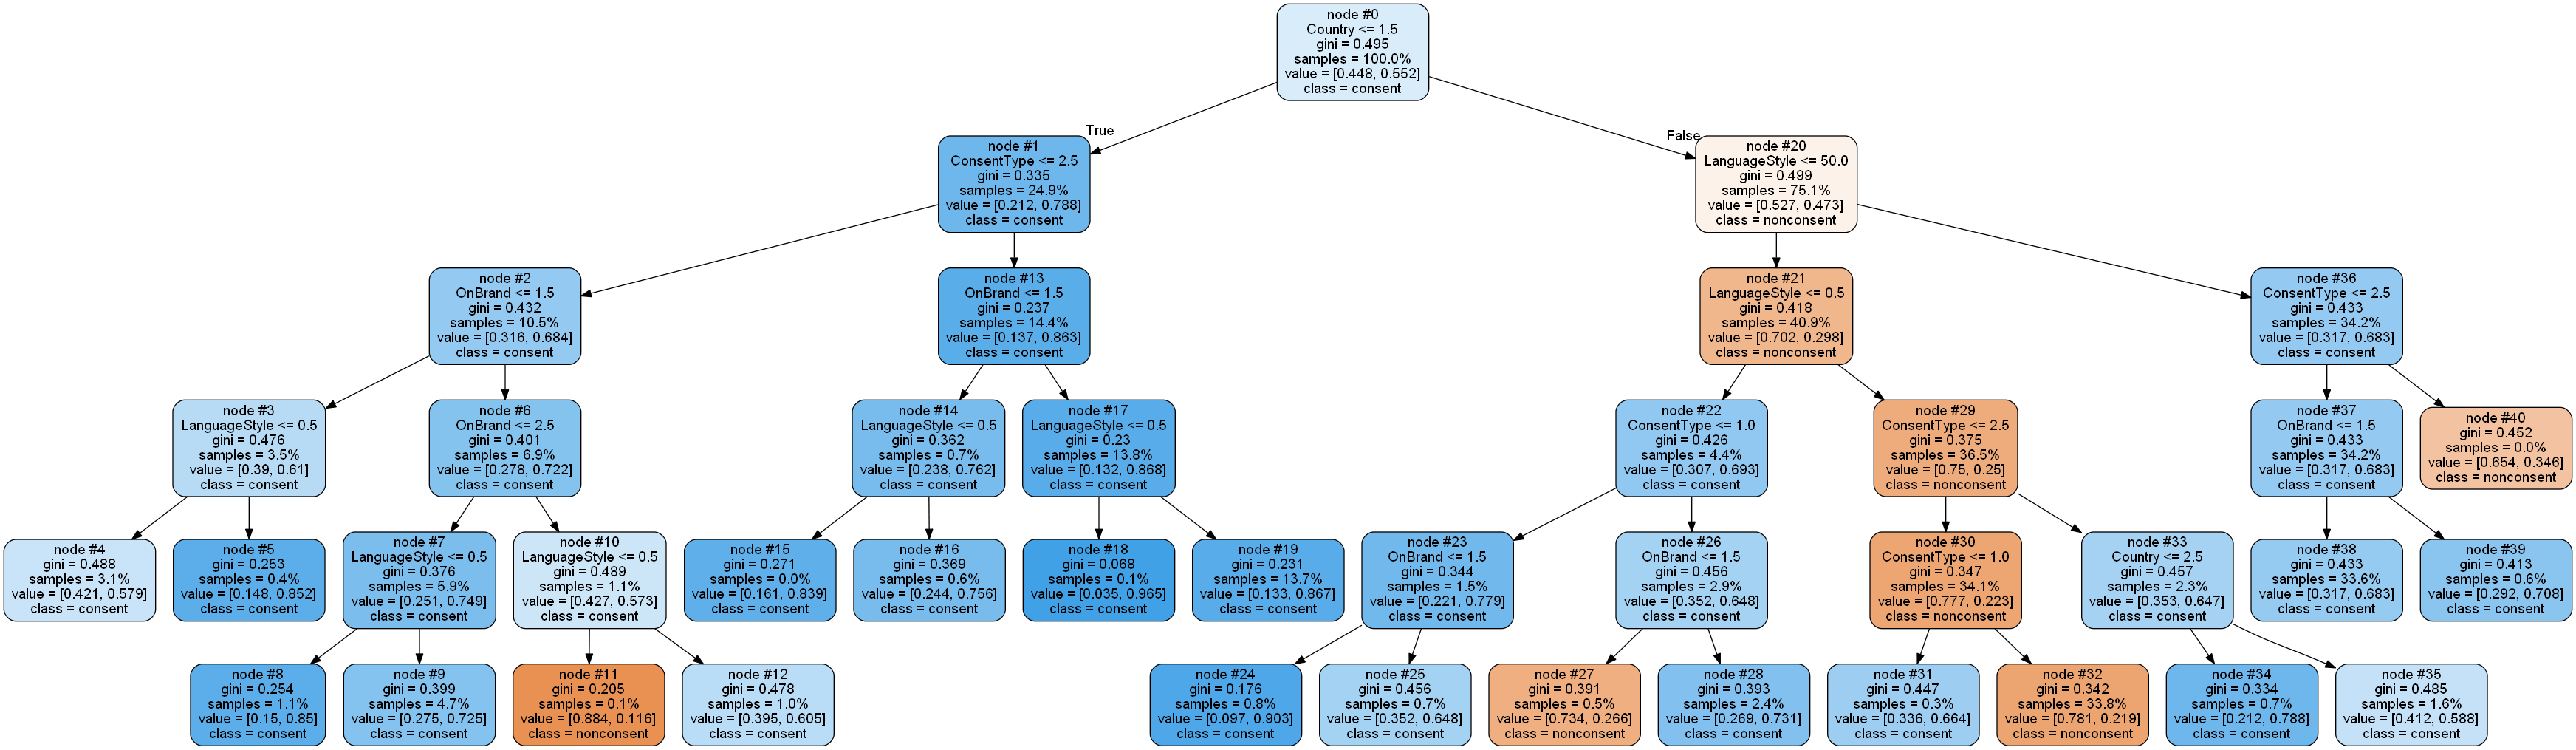 node #0
Country <= 1.5
gini = 0.495
samples = 100.0%
value = [0.448, 0.552]
class = consent
True
False
node #1
ConsentType <= 2.5
gini = 0.335
samples = 24.9%
value = [0.212, 0.788]
class = consent
node #20
LanguageStyle <= 50.0
gini = 0.499
samples = 75.1%
value = [0.527, 0.473]
class = nonconsent
node #2
OnBrand <= 1.5
gini = 0.432
samples = 10.5%
value = [0.316, 0.684]
class = consent
node #13
OnBrand <= 1.5
gini = 0.237
samples = 14.4%
value = [0.137, 0.863]
class = consent
node #21
LanguageStyle <= 0.5
gini = 0.418
samples = 40.9%
value = [0.702, 0.298]
class = nonconsent
node #36
ConsentType <= 2.5
gini = 0.433
samples = 34.2%
value = [0.317, 0.683]
class = consent
node #3
LanguageStyle <= 0.5
gini = 0.476
samples = 3.5%
value = [0.39, 0.61]
class = consent
node #6
OnBrand <= 2.5
gini = 0.401
samples = 6.9%
value = [0.278, 0.722]
class = consent
node #14
LanguageStyle <= 0.5
gini = 0.362
samples = 0.7%
value = [0.238, 0.762]
class = consent
node #17
LanguageStyle <= 0.5
gini = 0.23
samples = 13.8%
value = [0.132, 0.868]
class = consent
node #22
ConsentType <= 1.0
gini = 0.426
samples = 4.4%
value = [0.307, 0.693]
class = consent
node #29
ConsentType <= 2.5
gini = 0.375
samples = 36.5%
value = [0.75, 0.25]
class = nonconsent
node #37
OnBrand <= 1.5
gini = 0.433
samples = 34.2%
value = [0.317, 0.683]
class = consent
node #40
gini = 0.452
samples = 0.0%
value = [0.654, 0.346]
class = nonconsent
node #4
gini = 0.488
samples = 3.1%
value = [0.421, 0.579]
class = consent
node #5
gini = 0.253
samples = 0.4%
value = [0.148, 0.852]
class = consent
node #7
LanguageStyle <= 0.5
gini = 0.376
samples = 5.9%
value = [0.251, 0.749]
class = consent
node #10
LanguageStyle <= 0.5
gini = 0.489
samples = 1.1%
value = [0.427, 0.573]
class = consent
node #15
gini = 0.271
samples = 0.0%
value = [0.161, 0.839]
class = consent
node #16
gini = 0.369
samples = 0.6%
value = [0.244, 0.756]
class = consent
node #18
gini = 0.068
samples = 0.1%
value = [0.035, 0.965]
class = consent
node #19
gini = 0.231
samples = 13.7%
value = [0.133, 0.867]
class = consent
node #23
OnBrand <= 1.5
gini = 0.344
samples = 1.5%
value = [0.221, 0.779]
class = consent
node #26
OnBrand <= 1.5
gini = 0.456
samples = 2.9%
value = [0.352, 0.648]
class = consent
node #30
ConsentType <= 1.0
gini = 0.347
samples = 34.1%
value = [0.777, 0.223]
class = nonconsent
node #33
Country <= 2.5
gini = 0.457
samples = 2.3%
value = [0.353, 0.647]
class = consent
node #38
gini = 0.433
samples = 33.6%
value = [0.317, 0.683]
class = consent
node #39
gini = 0.413
samples = 0.6%
value = [0.292, 0.708]
class = consent
node #8
gini = 0.254
samples = 1.1%
value = [0.15, 0.85]
class = consent
node #9
gini = 0.399
samples = 4.7%
value = [0.275, 0.725]
class = consent
node #11
gini = 0.205
samples = 0.1%
value = [0.884, 0.116]
class = nonconsent
node #12
gini = 0.478
samples = 1.0%
value = [0.395, 0.605]
class = consent
node #24
gini = 0.176
samples = 0.8%
value = [0.097, 0.903]
class = consent
node #25
gini = 0.456
samples = 0.7%
value = [0.352, 0.648]
class = consent
node #27
gini = 0.391
samples = 0.5%
value = [0.734, 0.266]
class = nonconsent
node #28
gini = 0.393
samples = 2.4%
value = [0.269, 0.731]
class = consent
node #31
gini = 0.447
samples = 0.3%
value = [0.336, 0.664]
class = consent
node #32
gini = 0.342
samples = 33.8%
value = [0.781, 0.219]
class = nonconsent
node #34
gini = 0.334
samples = 0.7%
value = [0.212, 0.788]
class = consent
node #35
gini = 0.485
samples = 1.6%
value = [0.412, 0.588]
class = consent